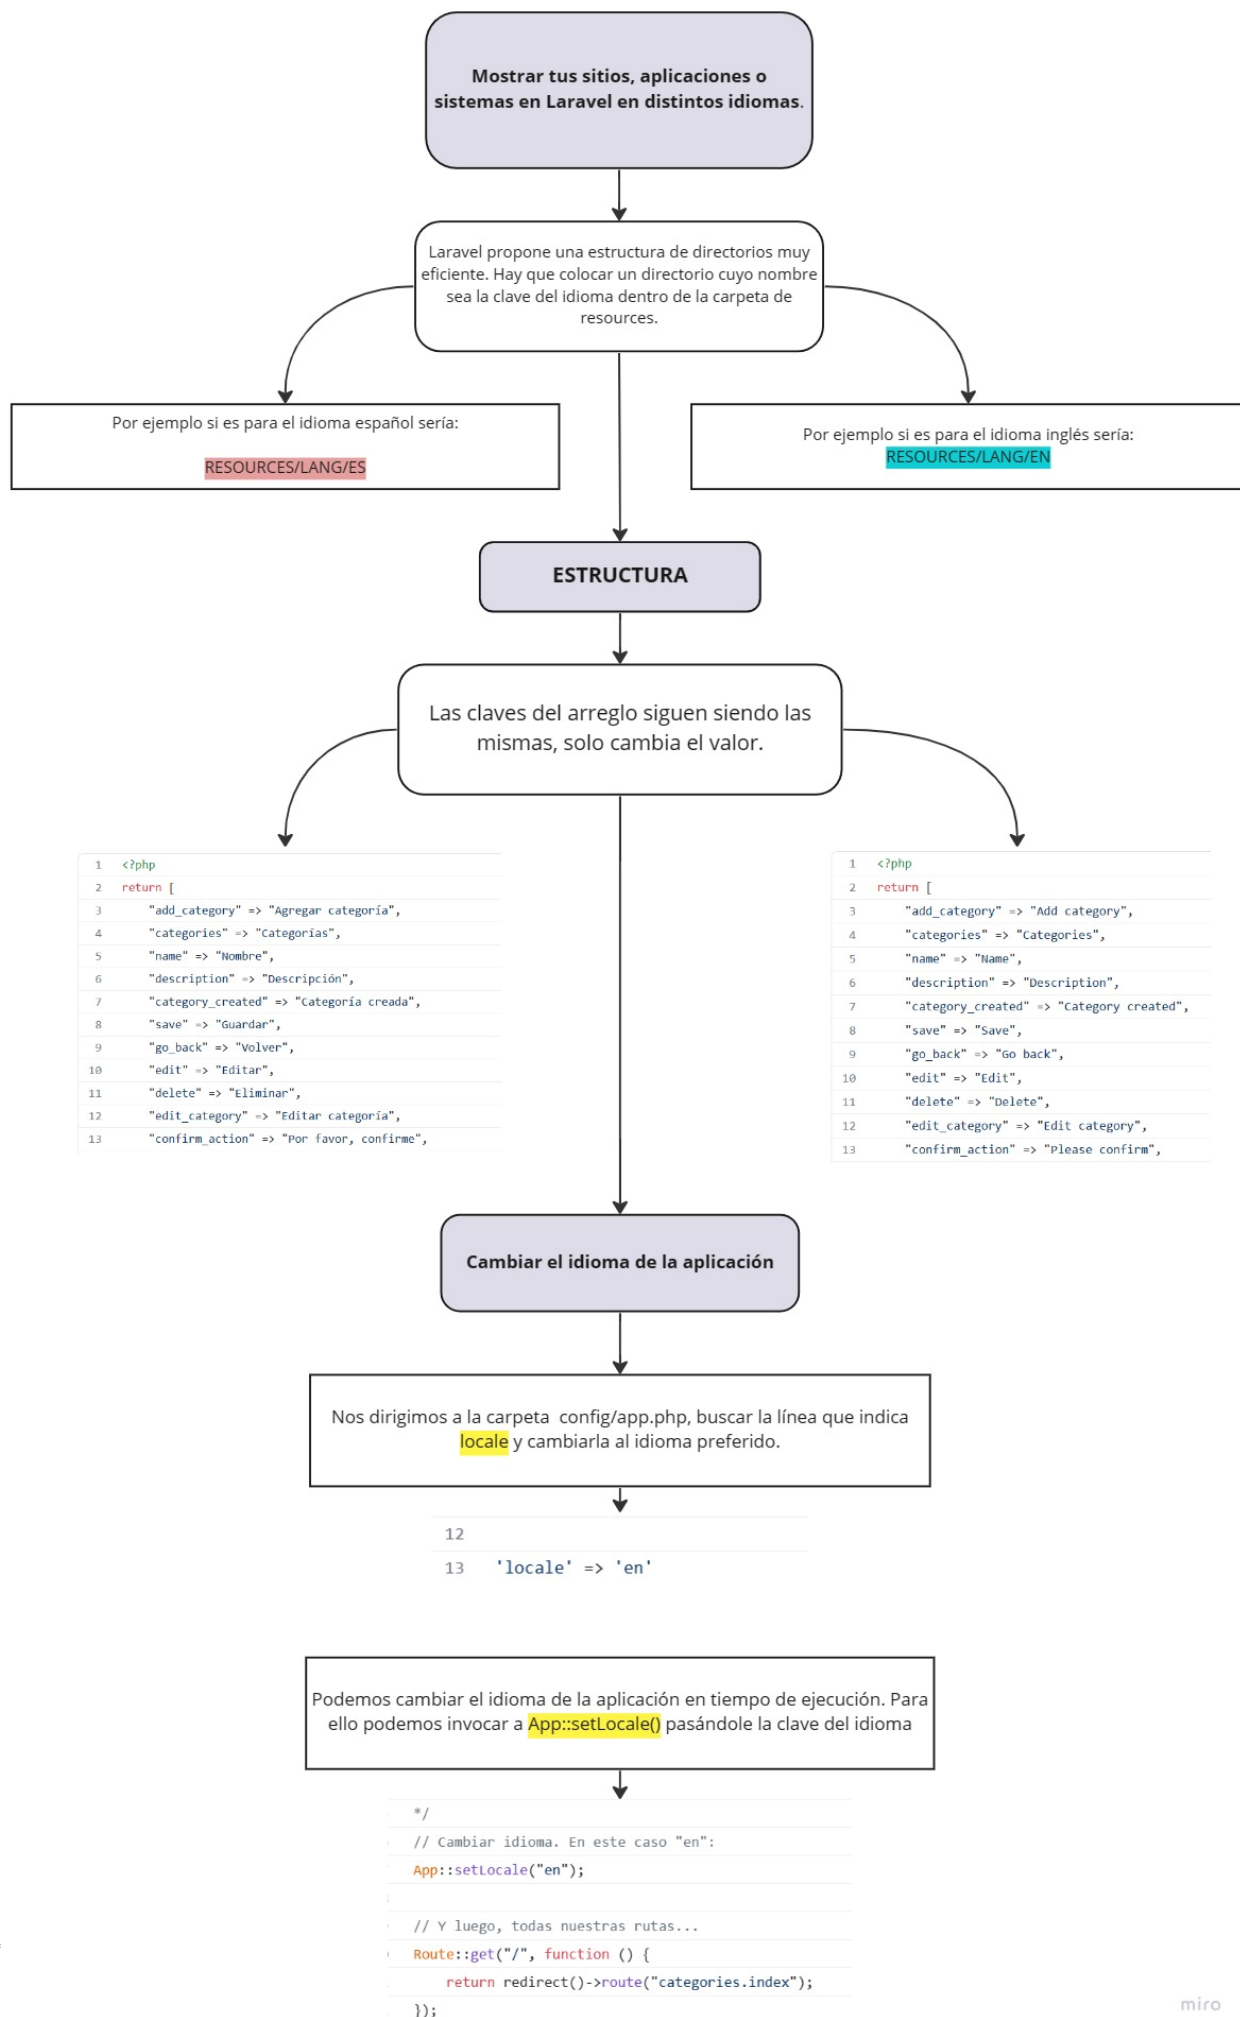 Mostrar tus sitios, aplicaciones o
sistemas en Laravel en distintos idiomas.
Laravel propone una estructura de directorios muy
eficiente. Hay que colocar un directorio cuyo nombre
sea la clave del idioma dentro de la carpeta de
resources.
Por ejemplo si es para el idioma español sería:
RESOURCES/LANG/ES
Por ejemplo si es para el idioma inglés sería:
RESOURCES/LANG/EN
ESTRUCTURA
Las claves del arreglo siguen siendo las
mismas, solo cambia el valor.
1 <?php
2 return [
3 "add_category" => "Agregar categoría",
4 "categories" => "Categorías",
5 "name" => "Nombre",
6 "description" => "Descripción",
7 "category_created" => "Categoría creada",
8 "save" => "Guardar",
9 "go_back" => "Volver",
10 "edit" => "Editar",
11 "delete" => "Eliminar",
12 "edit_category" => "Editar categoría",
13 "confirm_action" => "Por favor, confirme",
1 <?php
2 return [
3 "add_category" => "Add category",
4 "categories" => "Categories",
5 "name" => "Name",
6 "description" => "Description",
7 "category_created" => "Category created",
8 "save" => "Save",
9 "go_back" => "Go back",
10 "edit" => "Edit",
11 "delete" => "Delete",
12 "edit_category" => "Edit category",
13 "confirm_action" => "Please confirm",
Cambiar el idioma de la aplicación
Nos dirigimos a la carpeta config/app.php, buscar la línea que indica
locale y cambiarla al idioma preferido.
12
13 'locale' => 'en'
Podemos cambiar el idioma de la aplicación en tiempo de ejecución. Para
ello podemos invocar a App::setLocale() pasándole la clave del idioma
*/
// Cambiar idioma. En este caso "en":
App::setLocale("en");
// Y luego, todas nuestras rutas...
Route::get("/", function () {
return redirect()->route("categories.index");
});
miro